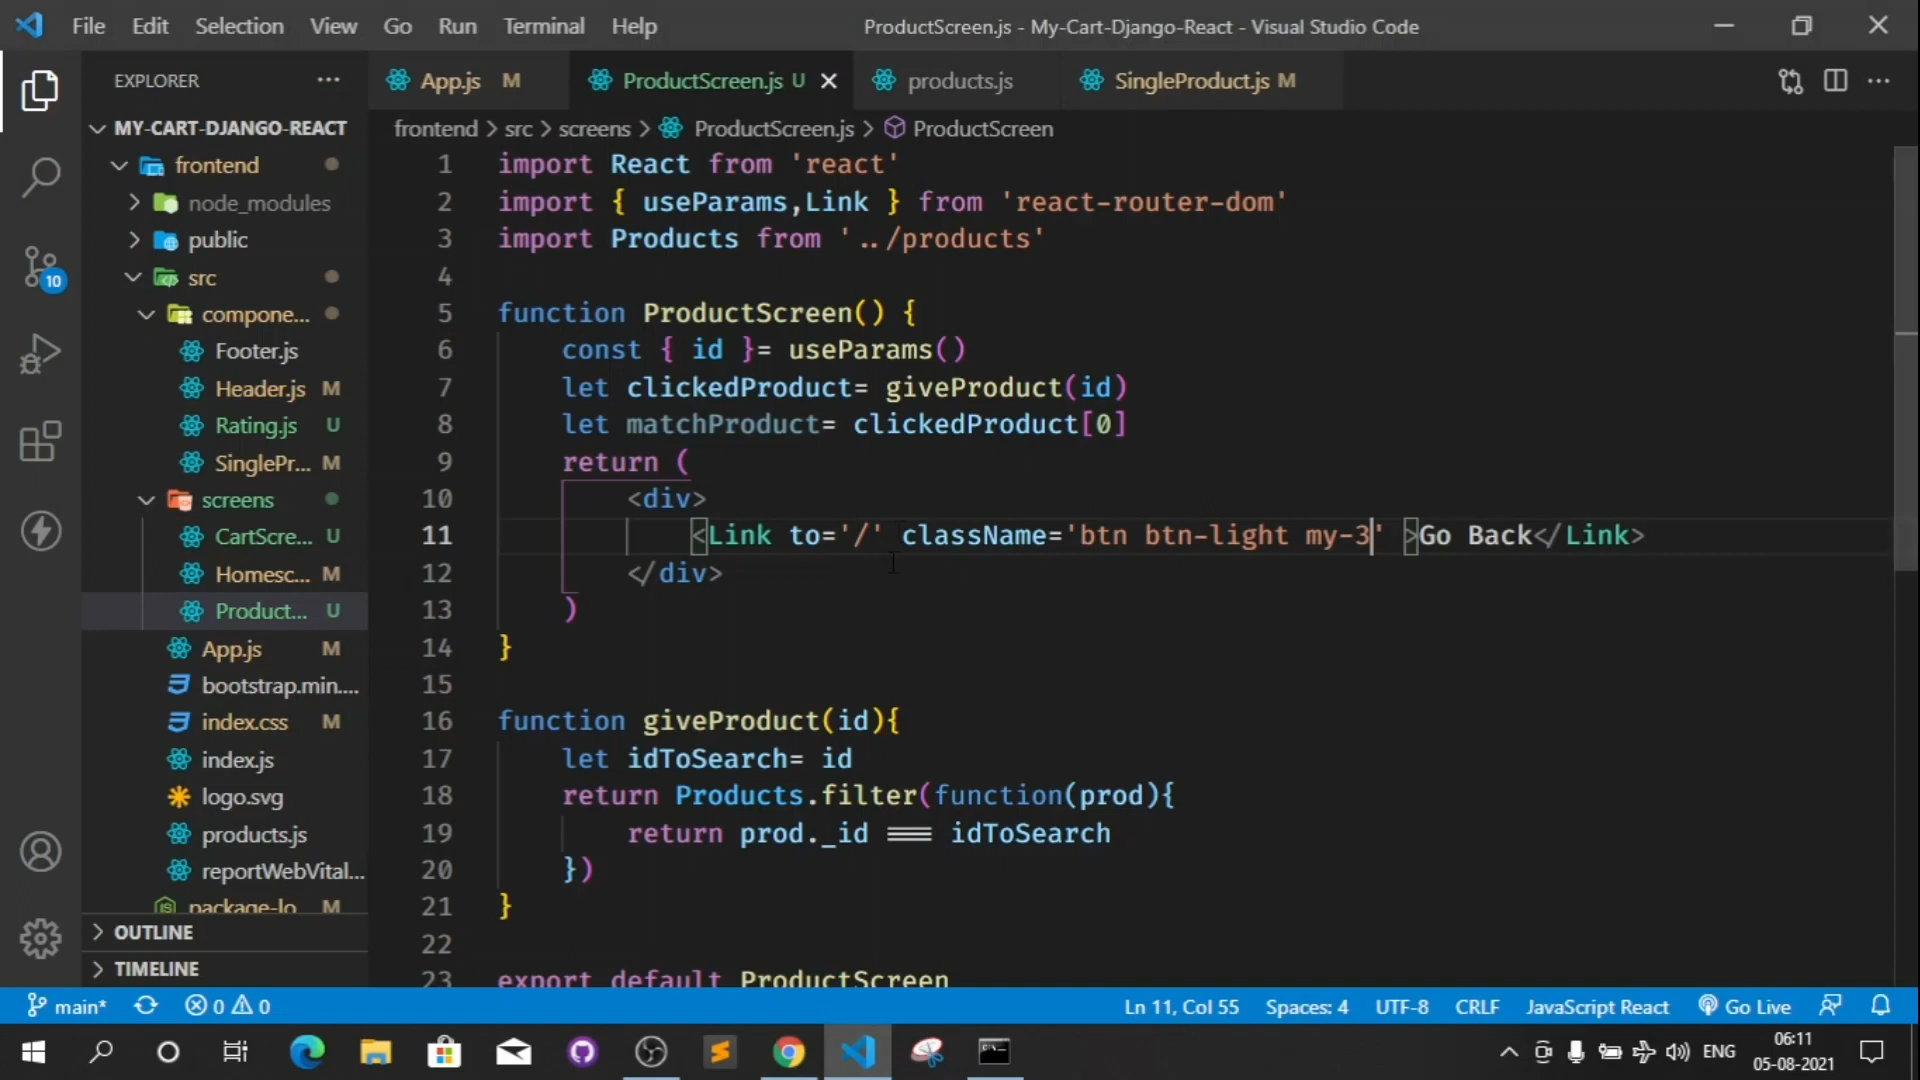 File Edit Selection View Go Run Terminal Help
ProductScreen.js - My-Cart-Django-React - Visual Studio Code
EXPLORER
App.js M
ProductScreen.js U
products.js
SingleProduct.js M
MY-CART-DJANGO-REACT
frontend > src > screens > ProductScreen.js > ProductScreen
frontend
node_modules
public
src
compone...
Footer.js
Header.js M
Rating.js U
SinglePr... M
screens
CartScre... U
Homesc... M
Product... U
App.js M
bootstrap.min....
index.css M
index.js
logo.svg
products.js
reportWebVital...
package-lo M
OUTLINE
TIMELINE
10
1 import React from 'react'
2 import { useParams,Link } from 'react-router-dom'
3 import Products from '../products'
4
5 function ProductScreen() {
6 const { id }= useParams()
7 let clickedProduct= giveProduct(id)
8 let matchProduct= clickedProduct[0]
9 return (
10 <div>
11 <Link to='/' className='btn btn-light my-3' >Go Back</Link>
12 </div>
13 )
14 }
15
16 function giveProduct(id){
17 let idToSearch= id
18 return Products.filter(function(prod){
19 return prod._id === idToSearch
20 })
21 }
22
23 export default ProductScreen
main* 0 0
Ln 11, Col 55 Spaces: 4 UTF-8 CRLF JavaScript React Go Live
ENG
06:11
05-08-2021